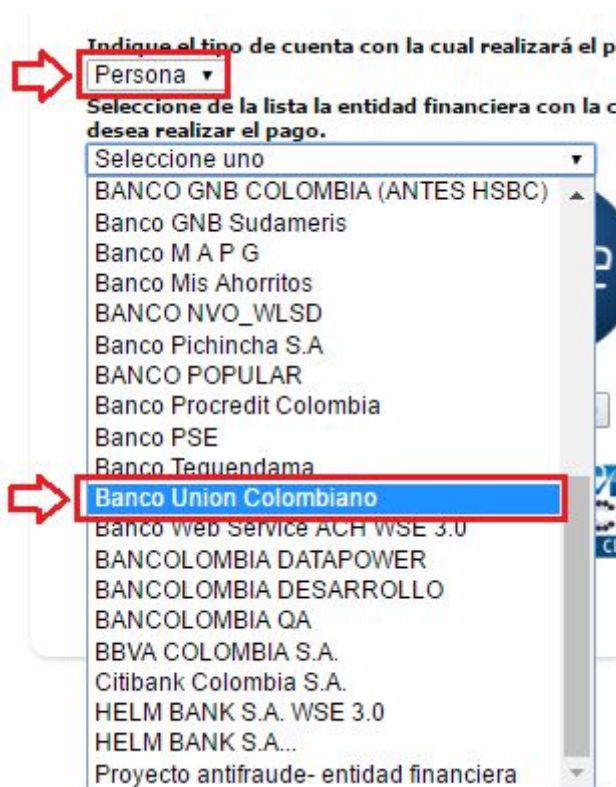 Indique el tipo de cuenta con la cual realizará el p
Persona
Seleccione de la lista la entidad financiera con la c
desea realizar el pago.
Seleccione uno
BANCO GNB COLOMBIA (ANTES HSBC)
Banco GNB Sudameris
Banco M A P G
Banco Mis Ahorritos
BANCO NVO_WLSD
Banco Pichincha S.A
BANCO POPULAR
Banco Procredit Colombia
Banco PSE
Banco Tequendama
Banco Union Colombiano
Banco Web Service ACH WSE 3.0
BANCOLOMBIA DATAPOWER
BANCOLOMBIA DESARROLLO
BANCOLOMBIA QA
BBVA COLOMBIA S.A.
Citibank Colombia S.A.
HELM BANK S.A. WSE 3.0
HELM BANK S.A...
Proyecto antifraude- entidad financiera